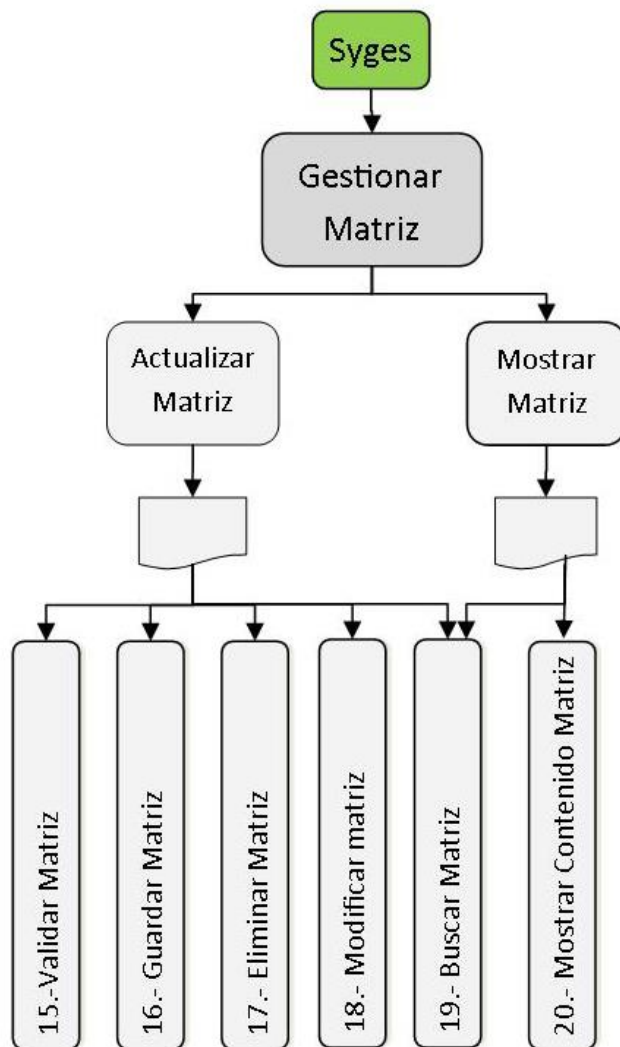 Syges
Gestionar
Matriz
Actualizar
Matriz
Mostrar
Matriz
15.-Validar Matriz
16.- Guardar Matriz
17.- Eliminar Matriz
18.- Modificar matriz
19.- Buscar Matriz
20.- Mostrar Contenido Matriz